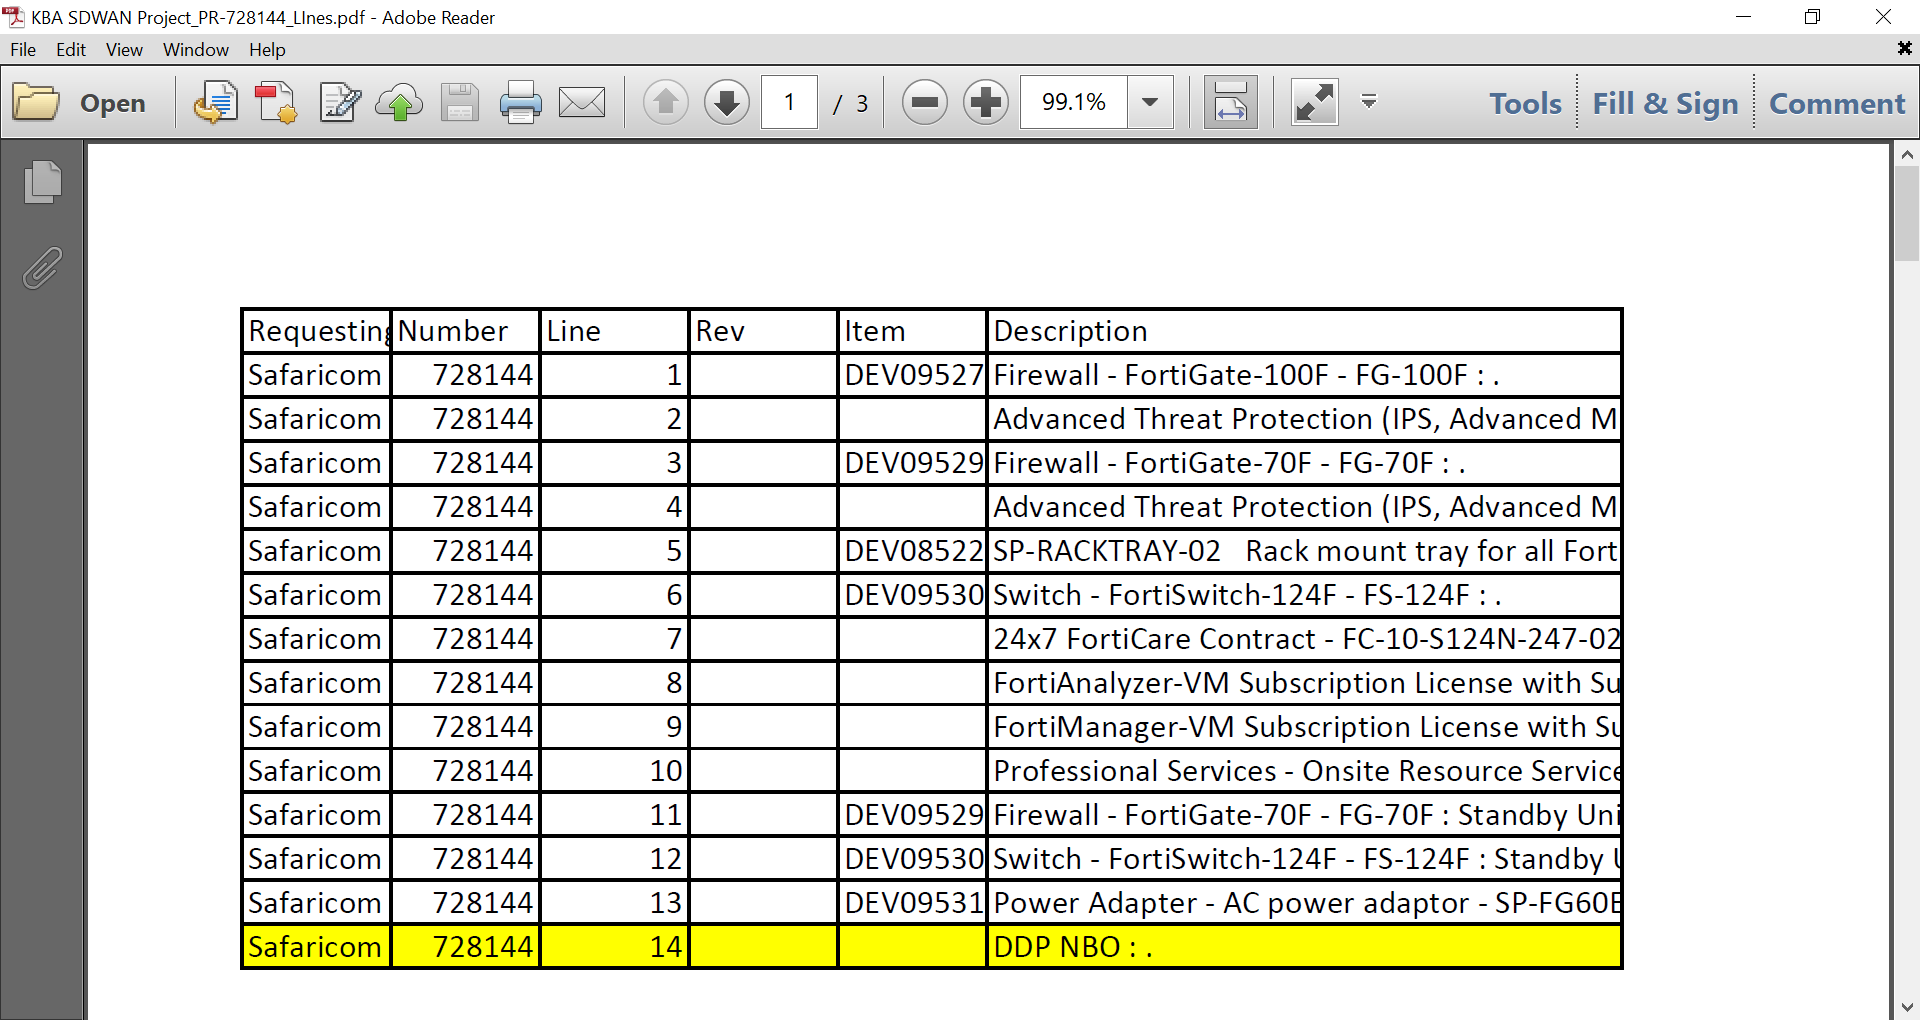 KBA SDWAN Project_PR-728144_LInes.pdf - Adobe Reader
File Edit View Window Help
Open 1 / 3 99.1% Tools Fill & Sign Comment
Requesting Number Line Rev Item Description
Safaricom 728144 1 DEV09527 Firewall - FortiGate-100F - FG-100F : .
Safaricom 728144 2 Advanced Threat Protection (IPS, Advanced M
Safaricom 728144 3 DEV09529 Firewall - FortiGate-70F - FG-70F : .
Safaricom 728144 4 Advanced Threat Protection (IPS, Advanced M
Safaricom 728144 5 DEV08522 SP-RACKTRAY-02 Rack mount tray for all Fort
Safaricom 728144 6 DEV09530 Switch - FortiSwitch-124F - FS-124F : .
Safaricom 728144 7 24x7 FortiCare Contract - FC-10-S124N-247-02
Safaricom 728144 8 FortiAnalyzer-VM Subscription License with Su
Safaricom 728144 9 FortiManager-VM Subscription License with Su
Safaricom 728144 10 Professional Services - Onsite Resource Service
Safaricom 728144 11 DEV09529 Firewall - FortiGate-70F - FG-70F : Standby Uni
Safaricom 728144 12 DEV09530 Switch - FortiSwitch-124F - FS-124F : Standby U
Safaricom 728144 13 DEV09531 Power Adapter - AC power adaptor - SP-FG60E
Safaricom 728144 14 DDP NBO : .